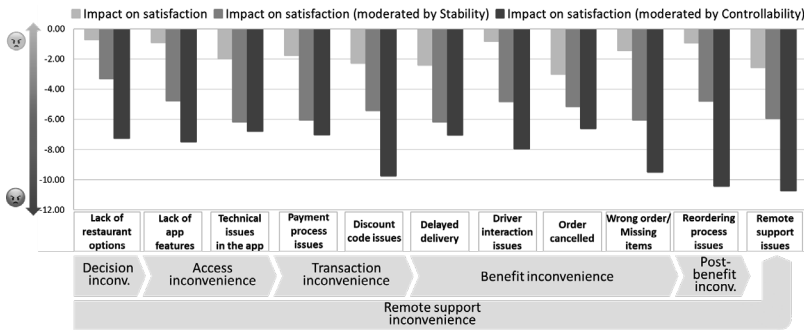 Impact on satisfaction
Impact on satisfaction (moderated by Stability)
Impact on satisfaction (moderated by Controllability)
0.00
-2.00
-4.00
-6.00
-8.00
-10.00
-12.00
Lack of
restaurant
options
Lack of
app
features
Technical
issues
in the app
Payment
process
issues
Discount
code issues
Delayed
delivery
Driver
interaction
issues
Order
cancelled
Wrong order/
Missing
items
Reordering
process
issues
Remote
support
issues
Decision
inconv.
Access
inconvenience
Transaction
inconvenience
Benefit inconvenience
Post-
benefit
inconv.
Remote support
inconvenience